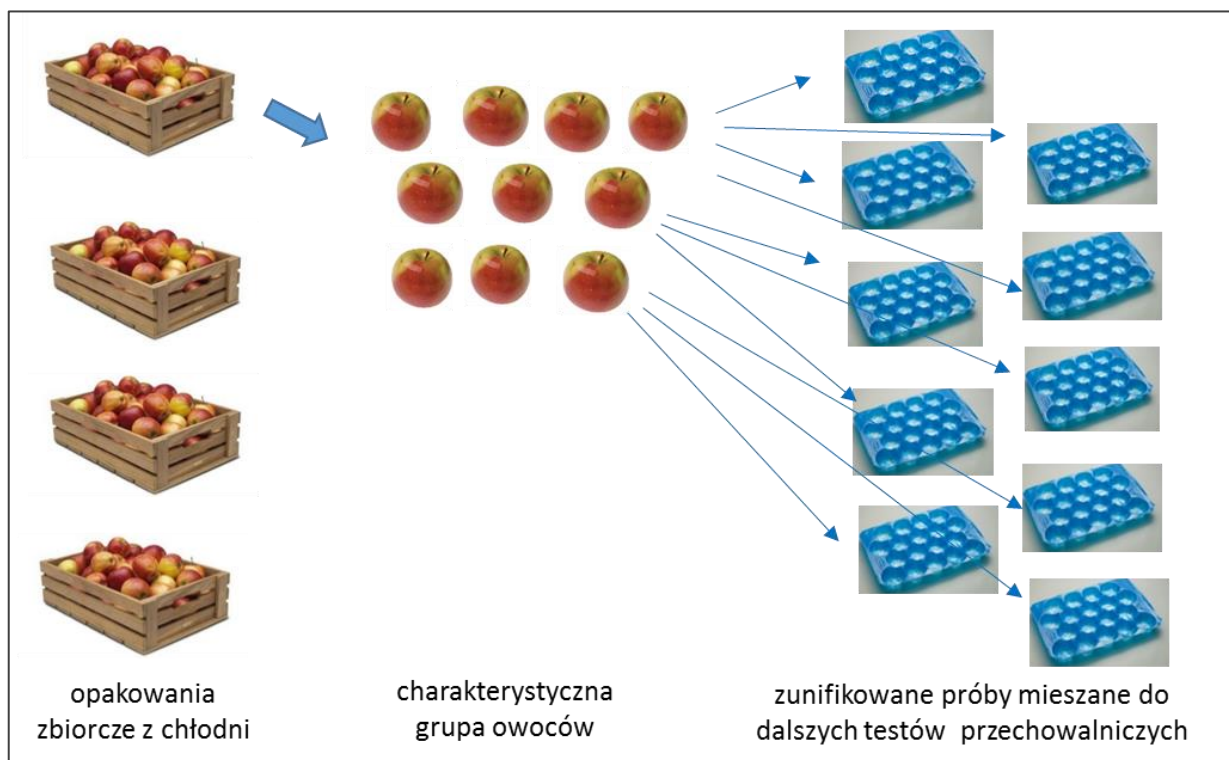 opakowania
zbiorcze z chłodni
charakterystyczna
grupa owoców
zunifikowane próby mieszane do
dalszych testów przechowalniczych